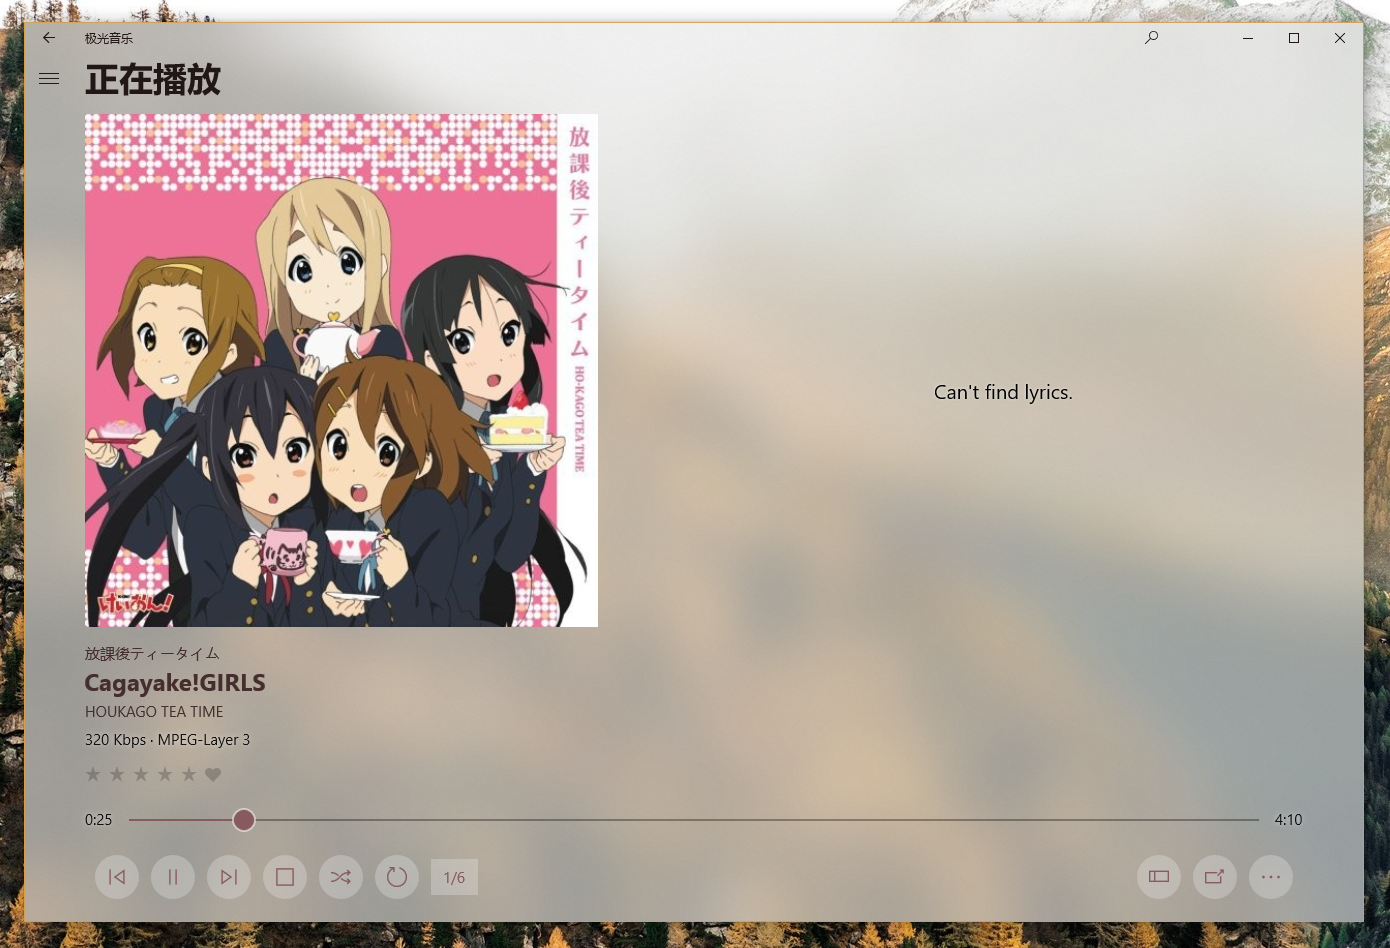 极光音乐
正在播放
放課後ティータイム
HO-KAGO TEA TIME
けいおん!
Can't find lyrics.
放課後ティータイム
Cagayake!GIRLS
HOUKAGO TEA TIME
320 Kbps · MPEG-Layer 3
0:25
4:10
1/6